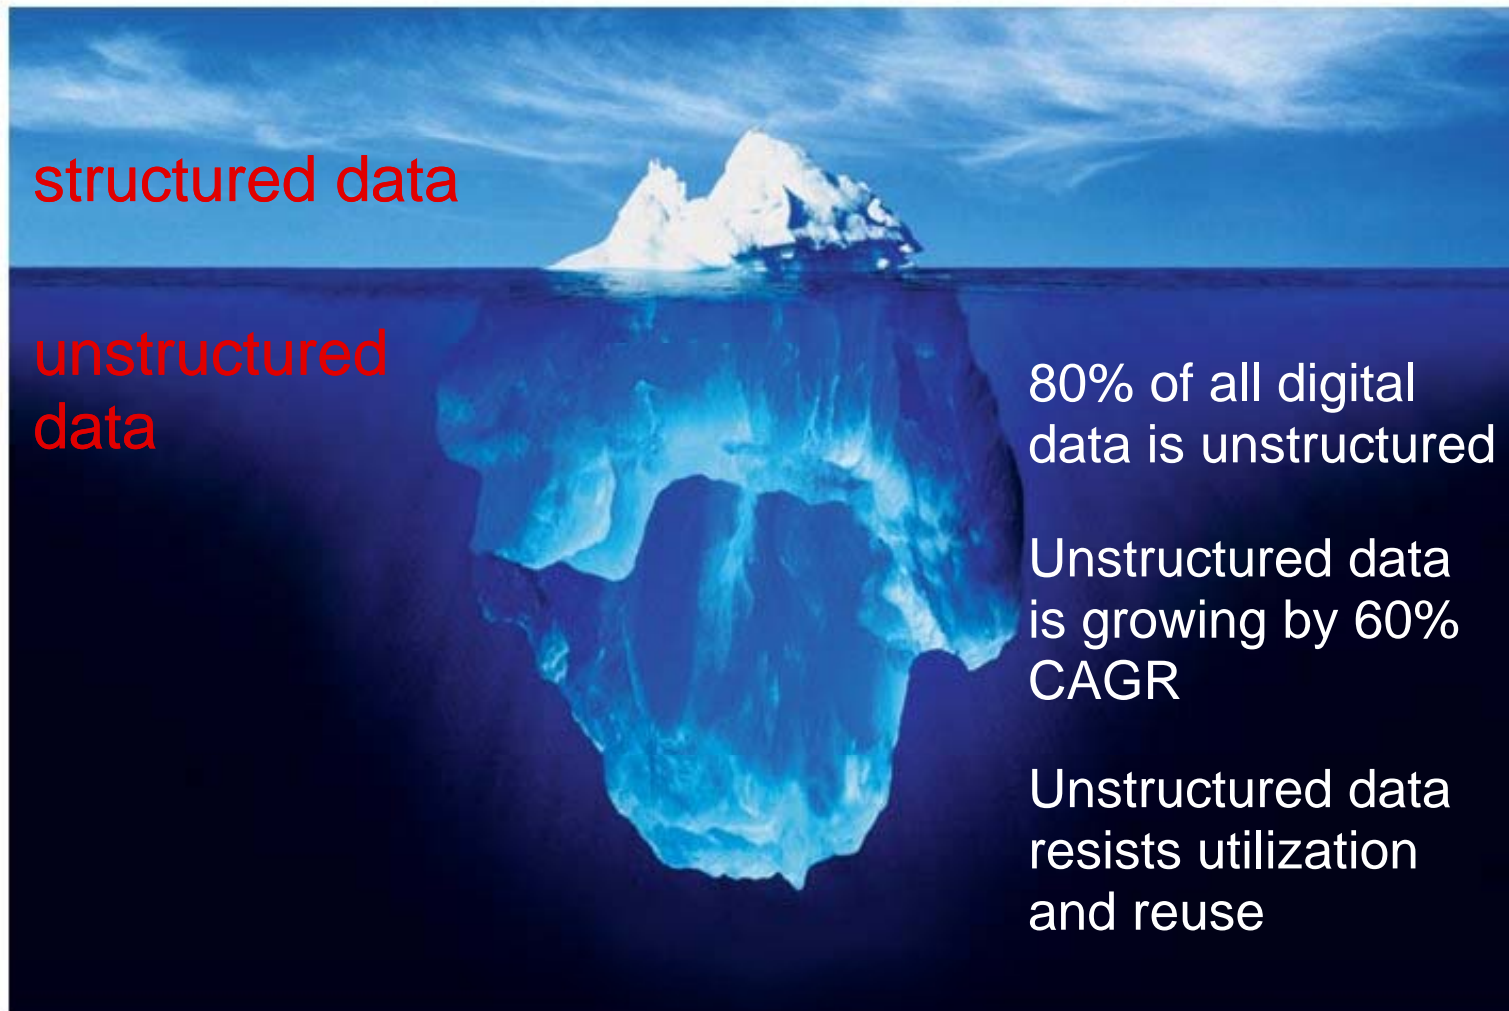 structured data
unstructured
data
80% of all digital
data is unstructured
Unstructured data
is growing by 60%
CAGR
Unstructured data
resists utilization
and reuse